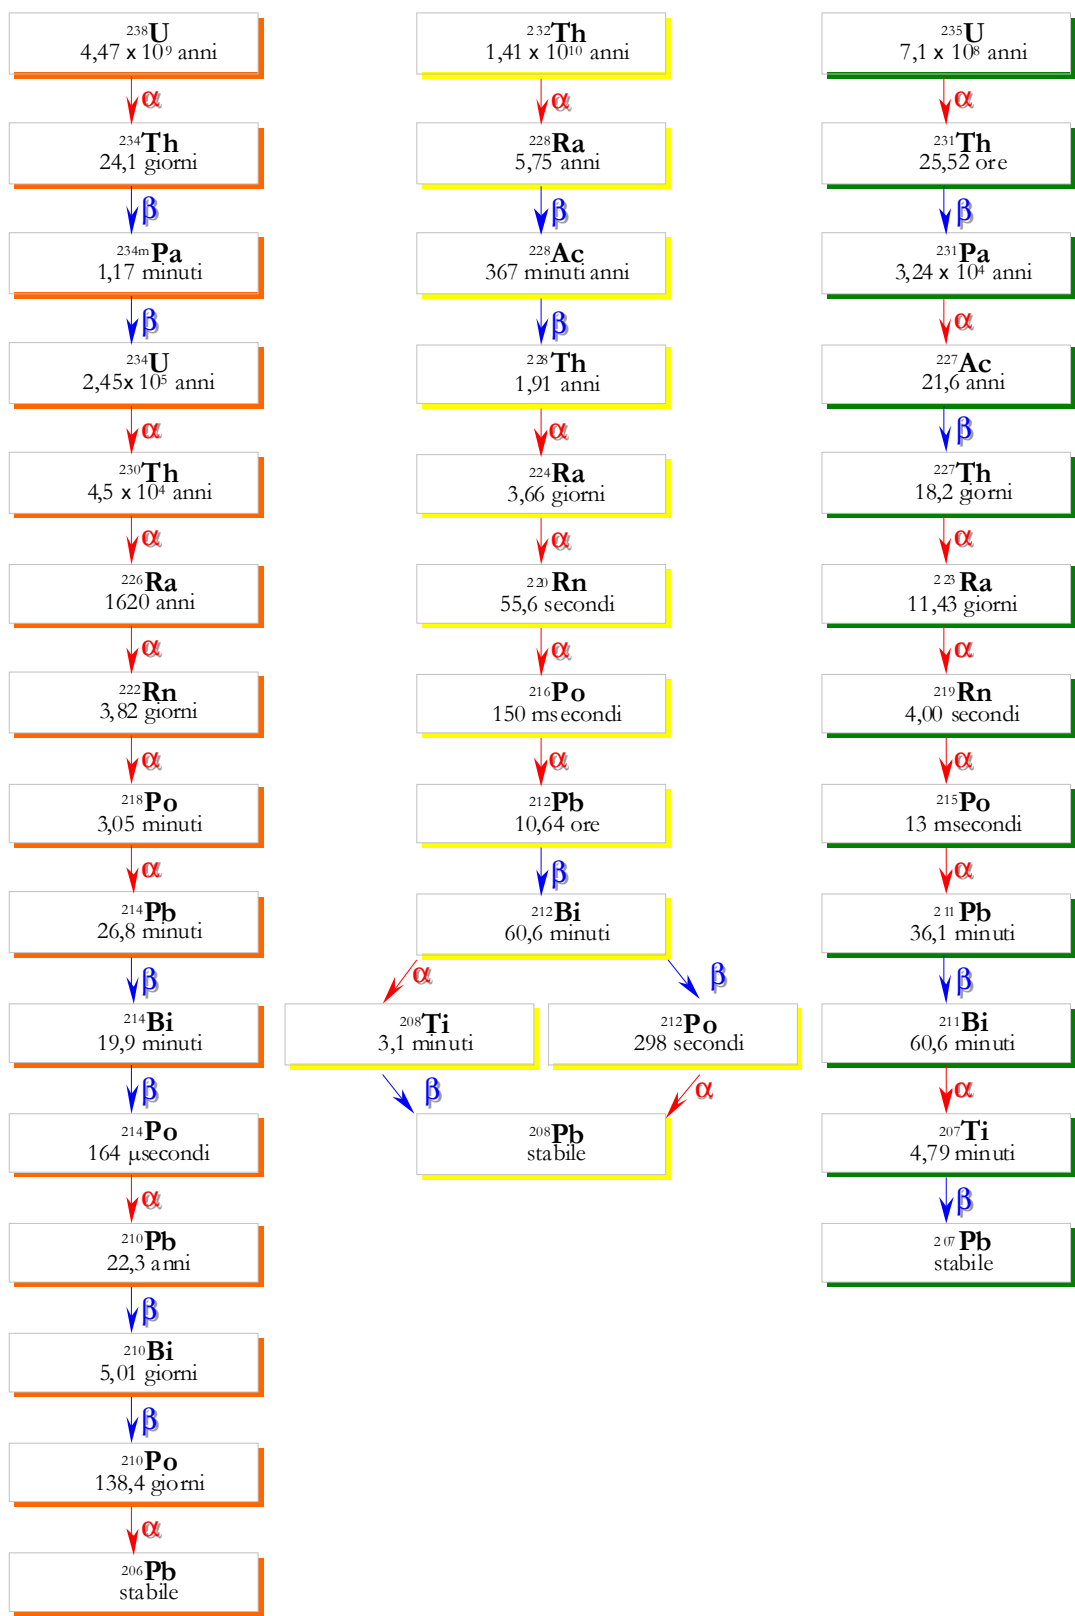 ²³⁸U
4,47 x 10⁹ anni
α
²³⁴Th
24,1 giorni
β
²³⁴ᵐPa
1,17 minuti
β
²³⁴U
2,45x 10⁵ anni
α
²³⁰Th
4,5 x 10⁴ anni
α
²²⁶Ra
1620 anni
α
²²²Rn
3,82 giorni
α
²¹⁸Po
3,05 minuti
α
²¹⁴Pb
26,8 minuti
β
²¹⁴Bi
19,9 minuti
β
²¹⁴Po
164 μsecondi
α
²¹⁰Pb
22,3 anni
β
²¹⁰Bi
5,01 giorni
β
²¹⁰Po
138,4 giorni
α
²⁰⁶Pb
stabile
²³²Th
1,41 x 10¹⁰ anni
α
²²⁸Ra
5,75 anni
β
²²⁸Ac
367 minuti anni
β
²²⁸Th
1,91 anni
α
²²⁴Ra
3,66 giorni
α
²²⁰Rn
55,6 secondi
α
²¹⁶Po
150 msecondi
α
²¹²Pb
10,64 ore
β
²¹²Bi
60,6 minuti
α
β
²⁰⁸Ti
3,1 minuti
²¹²Po
298 secondi
β
α
²⁰⁸Pb
stabile
²³⁵U
7,1 x 10⁸ anni
α
²³¹Th
25,52 ore
β
²³¹Pa
3,24 x 10⁴ anni
α
²²⁷Ac
21,6 anni
β
²²⁷Th
18,2 giorni
α
²²³Ra
11,43 giorni
α
²¹⁹Rn
4,00 secondi
α
²¹⁵Po
13 msecondi
α
²¹¹Pb
36,1 minuti
β
²¹¹Bi
60,6 minuti
α
²⁰⁷Ti
4,79 minuti
β
²⁰⁷Pb
stabile